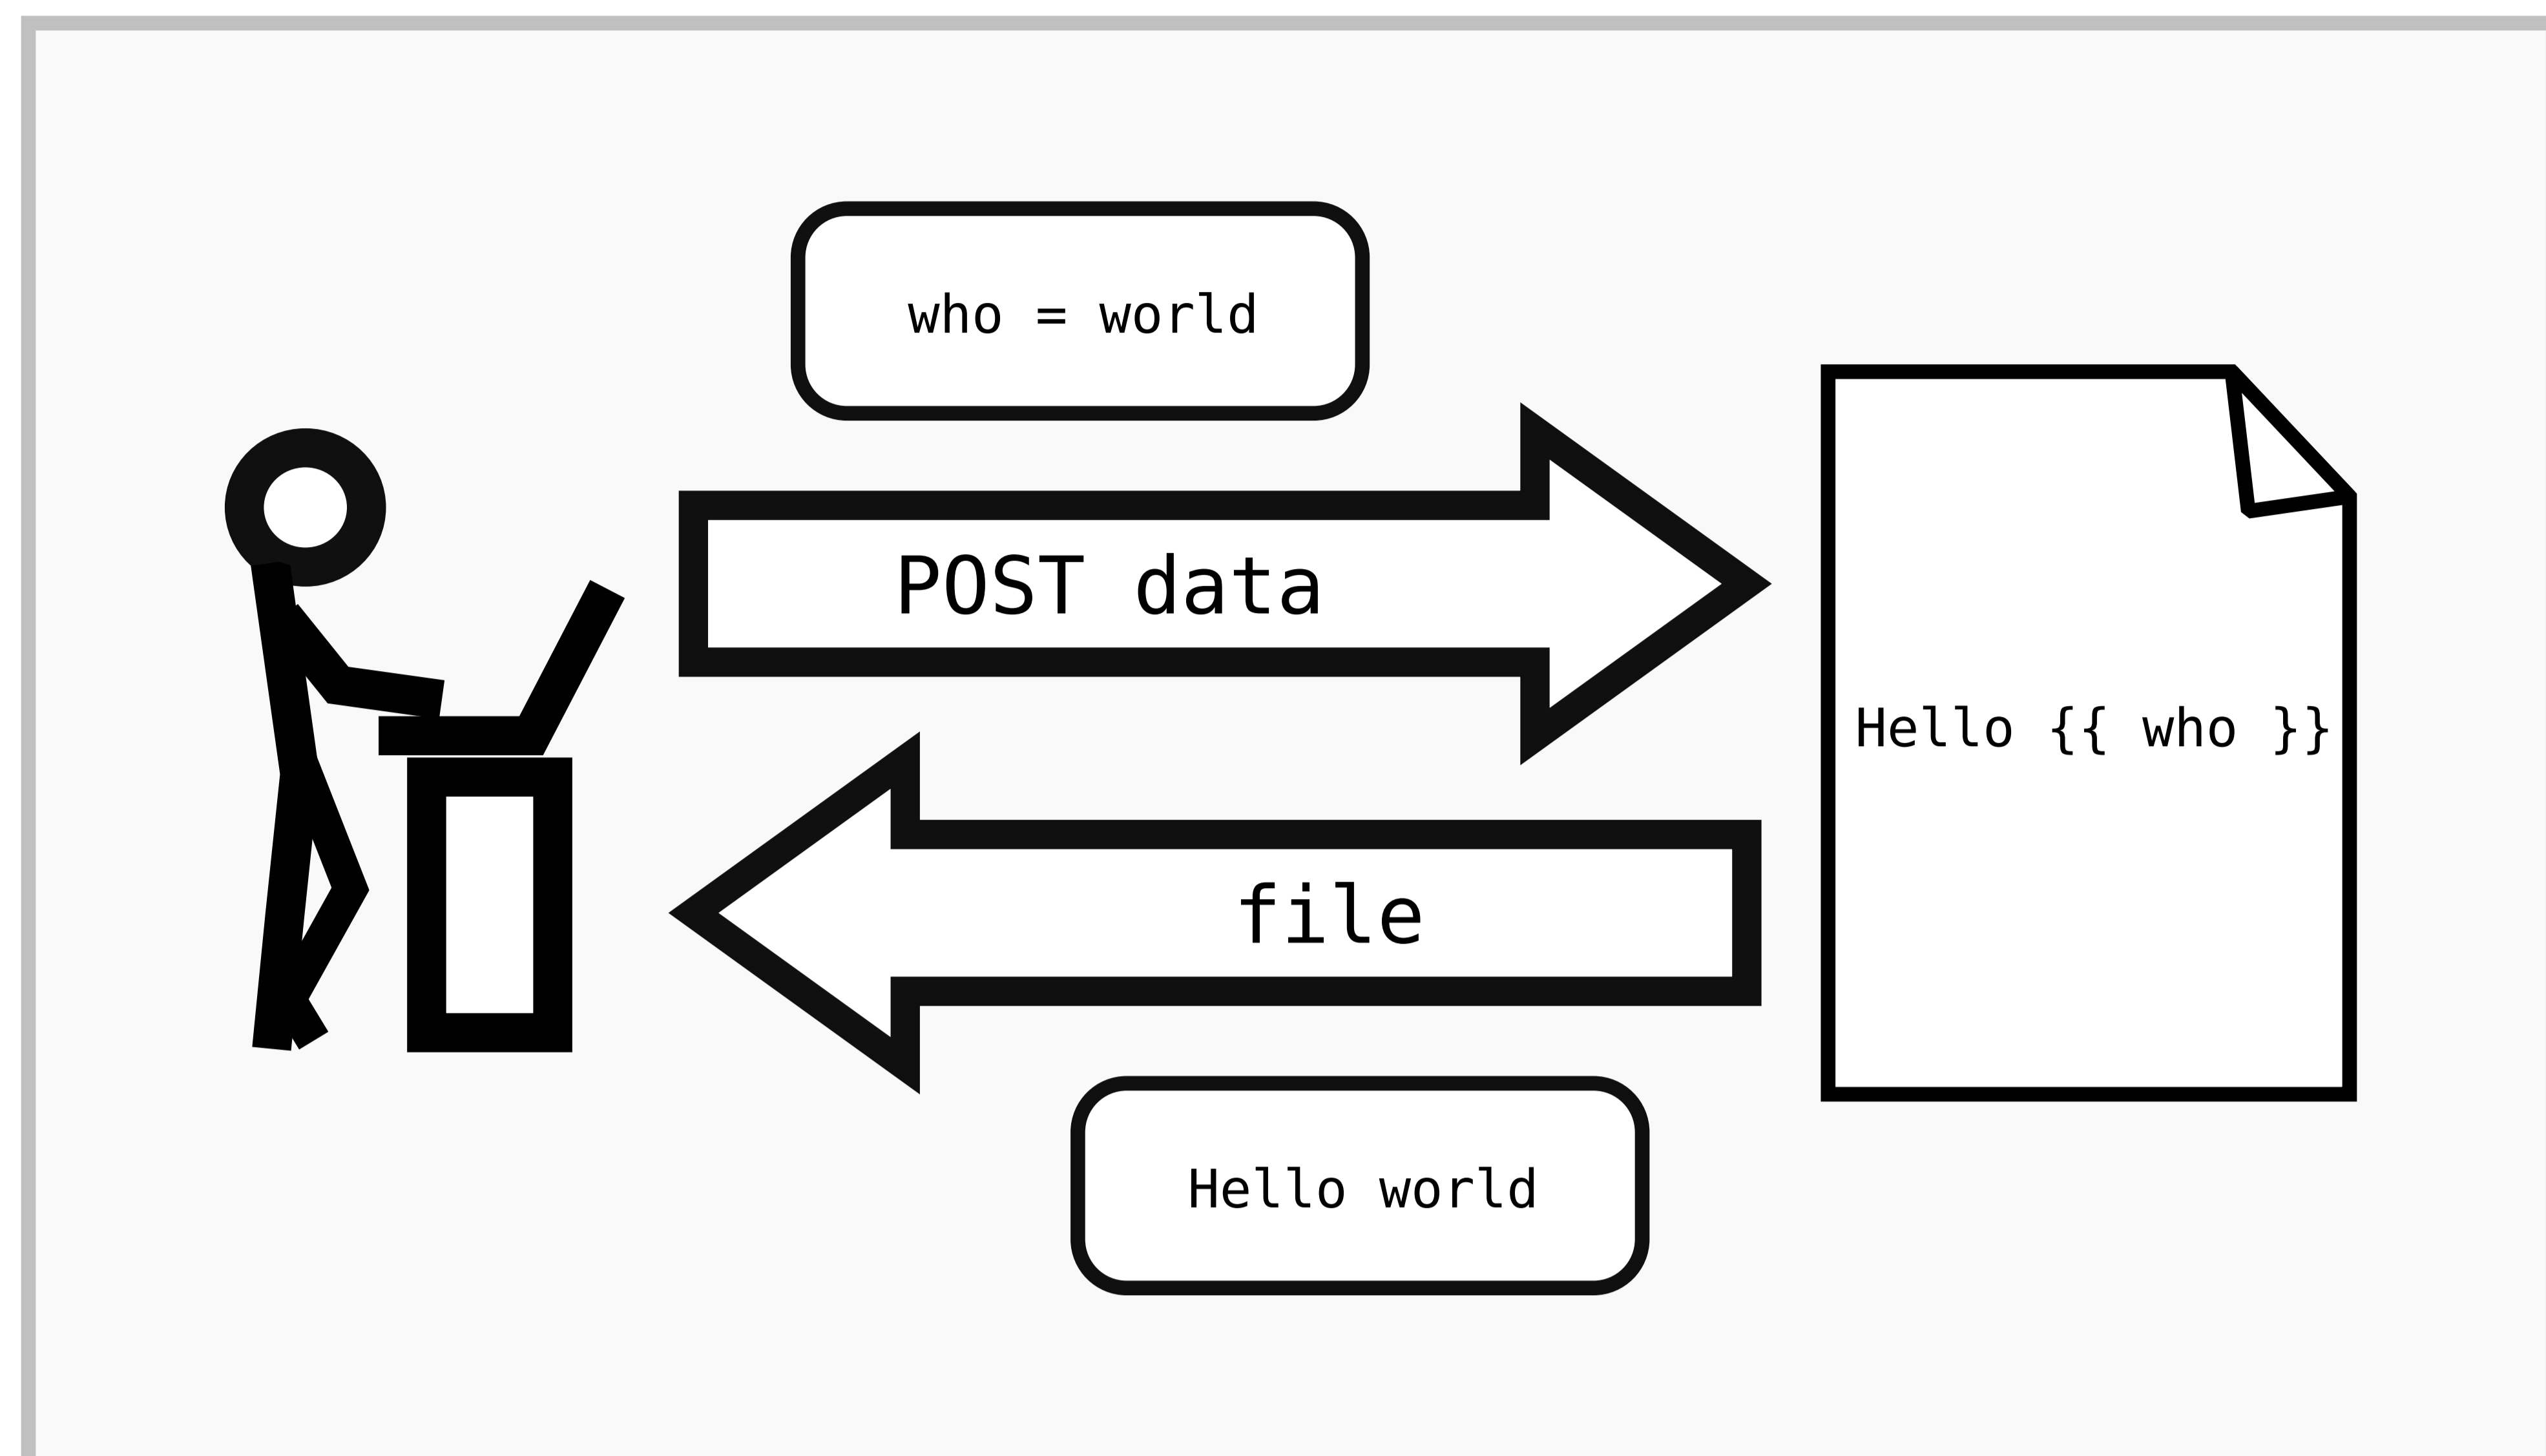 who = world
POST data
Hello {{ who }}
file
Hello world